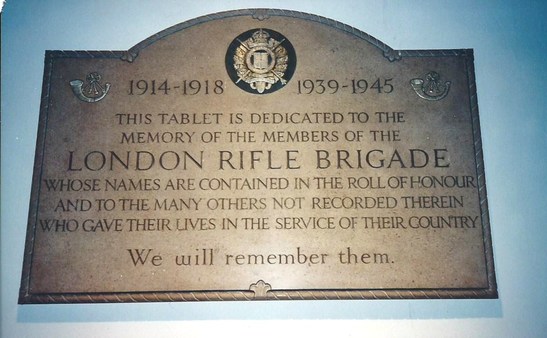 1914-1918 1939-1945
THIS TABLET IS DEDICATED TO THE
MEMORY OF THE MEMBERS OF THE
LONDON RIFLE BRIGADE
WHOSE NAMES ARE CONTAINED IN THE ROLL OF HONOUR
AND TO THE MANY OTHERS NOT RECORDED THEREIN
WHO GAVE THEIR LIVES IN THE SERVICE OF THEIR COUNTRY
We will remember them.